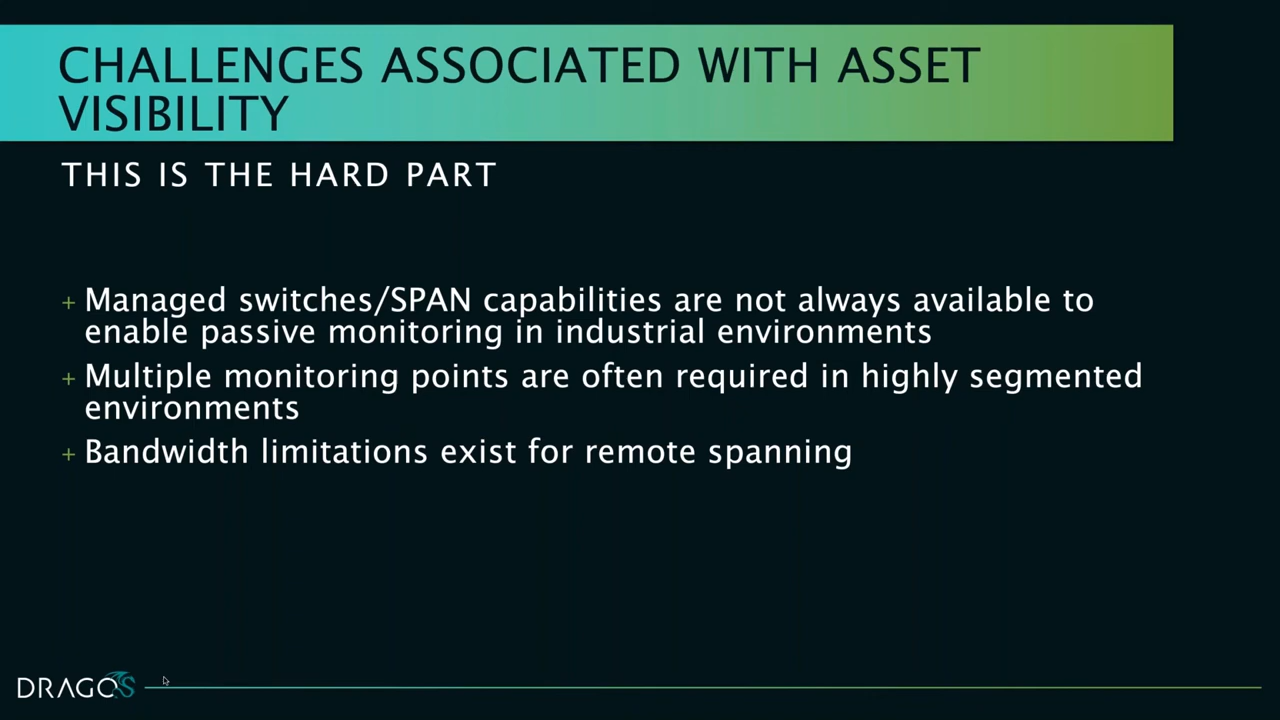 CHALLENGES ASSOCIATED WITH ASSET
VISIBILITY
THIS IS THE HARD PART
+ Managed switches/SPAN capabilities are not always available to
enable passive monitoring in industrial environments
+ Multiple monitoring points are often required in highly segmented
environments
+ Bandwidth limitations exist for remote spanning
DRAGOS